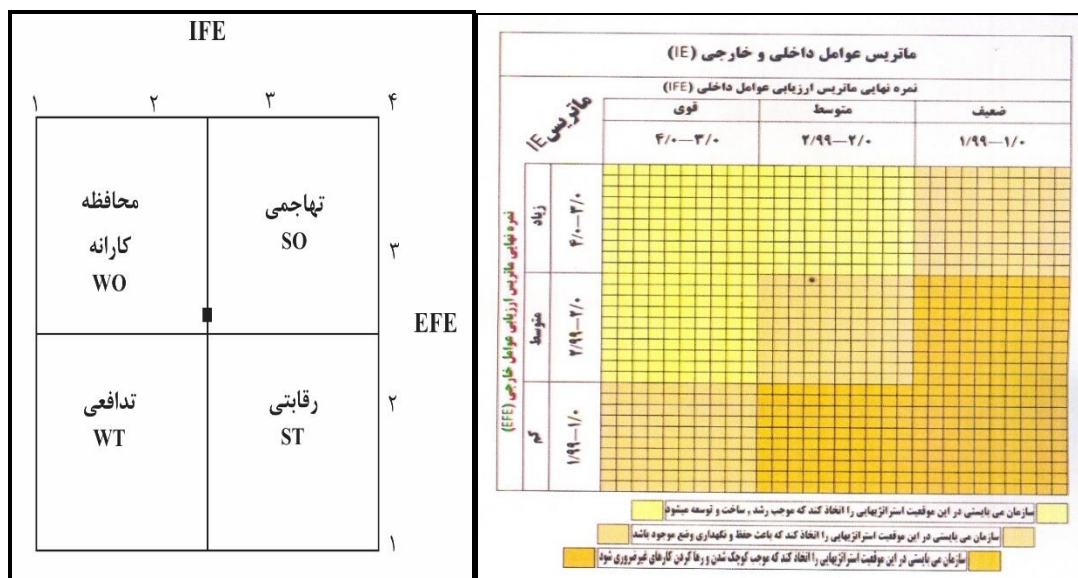 IFE
۱ ۲ ۳ ۴
محافظه
کارانه
WO
تهاجمی
SO
۳
EFE
تدافعی
WT
رقابتی
ST
۲
۱
ماتریس عوامل داخلی و خارجی (IE)
نمره نهایی ماتریس ارزیابی عوامل داخلی (IFE)
ماتریس IE
قوی
متوسط
ضعیف
۴/۰—۳/۰
۲/۹۹—۲/۰
۱/۹۹—۱/۰
نمره نهایی ماتریس ارزیابی عوامل خارجی (EFE)
زیاد
۴/۰—۳/۰
متوسط
۲/۹۹—۲/۰
کم
۱/۹۹—۱/۰
سازمان می بایستی در این موقعیت استراتژیهایی را اتخاذ کند که موجب رشد , ساخت و توسعه میشود
سازمان می بایستی در این موقعیت استراتژیهایی را اتخاذ کند که باعث حفظ و نگهداری وضع موجود باشد
سازمان می بایستی در این موقعیت استراتژیهایی را اتخاذ کند که موجب کوچک شدن و رها کردن کارهای غیرضروری شود